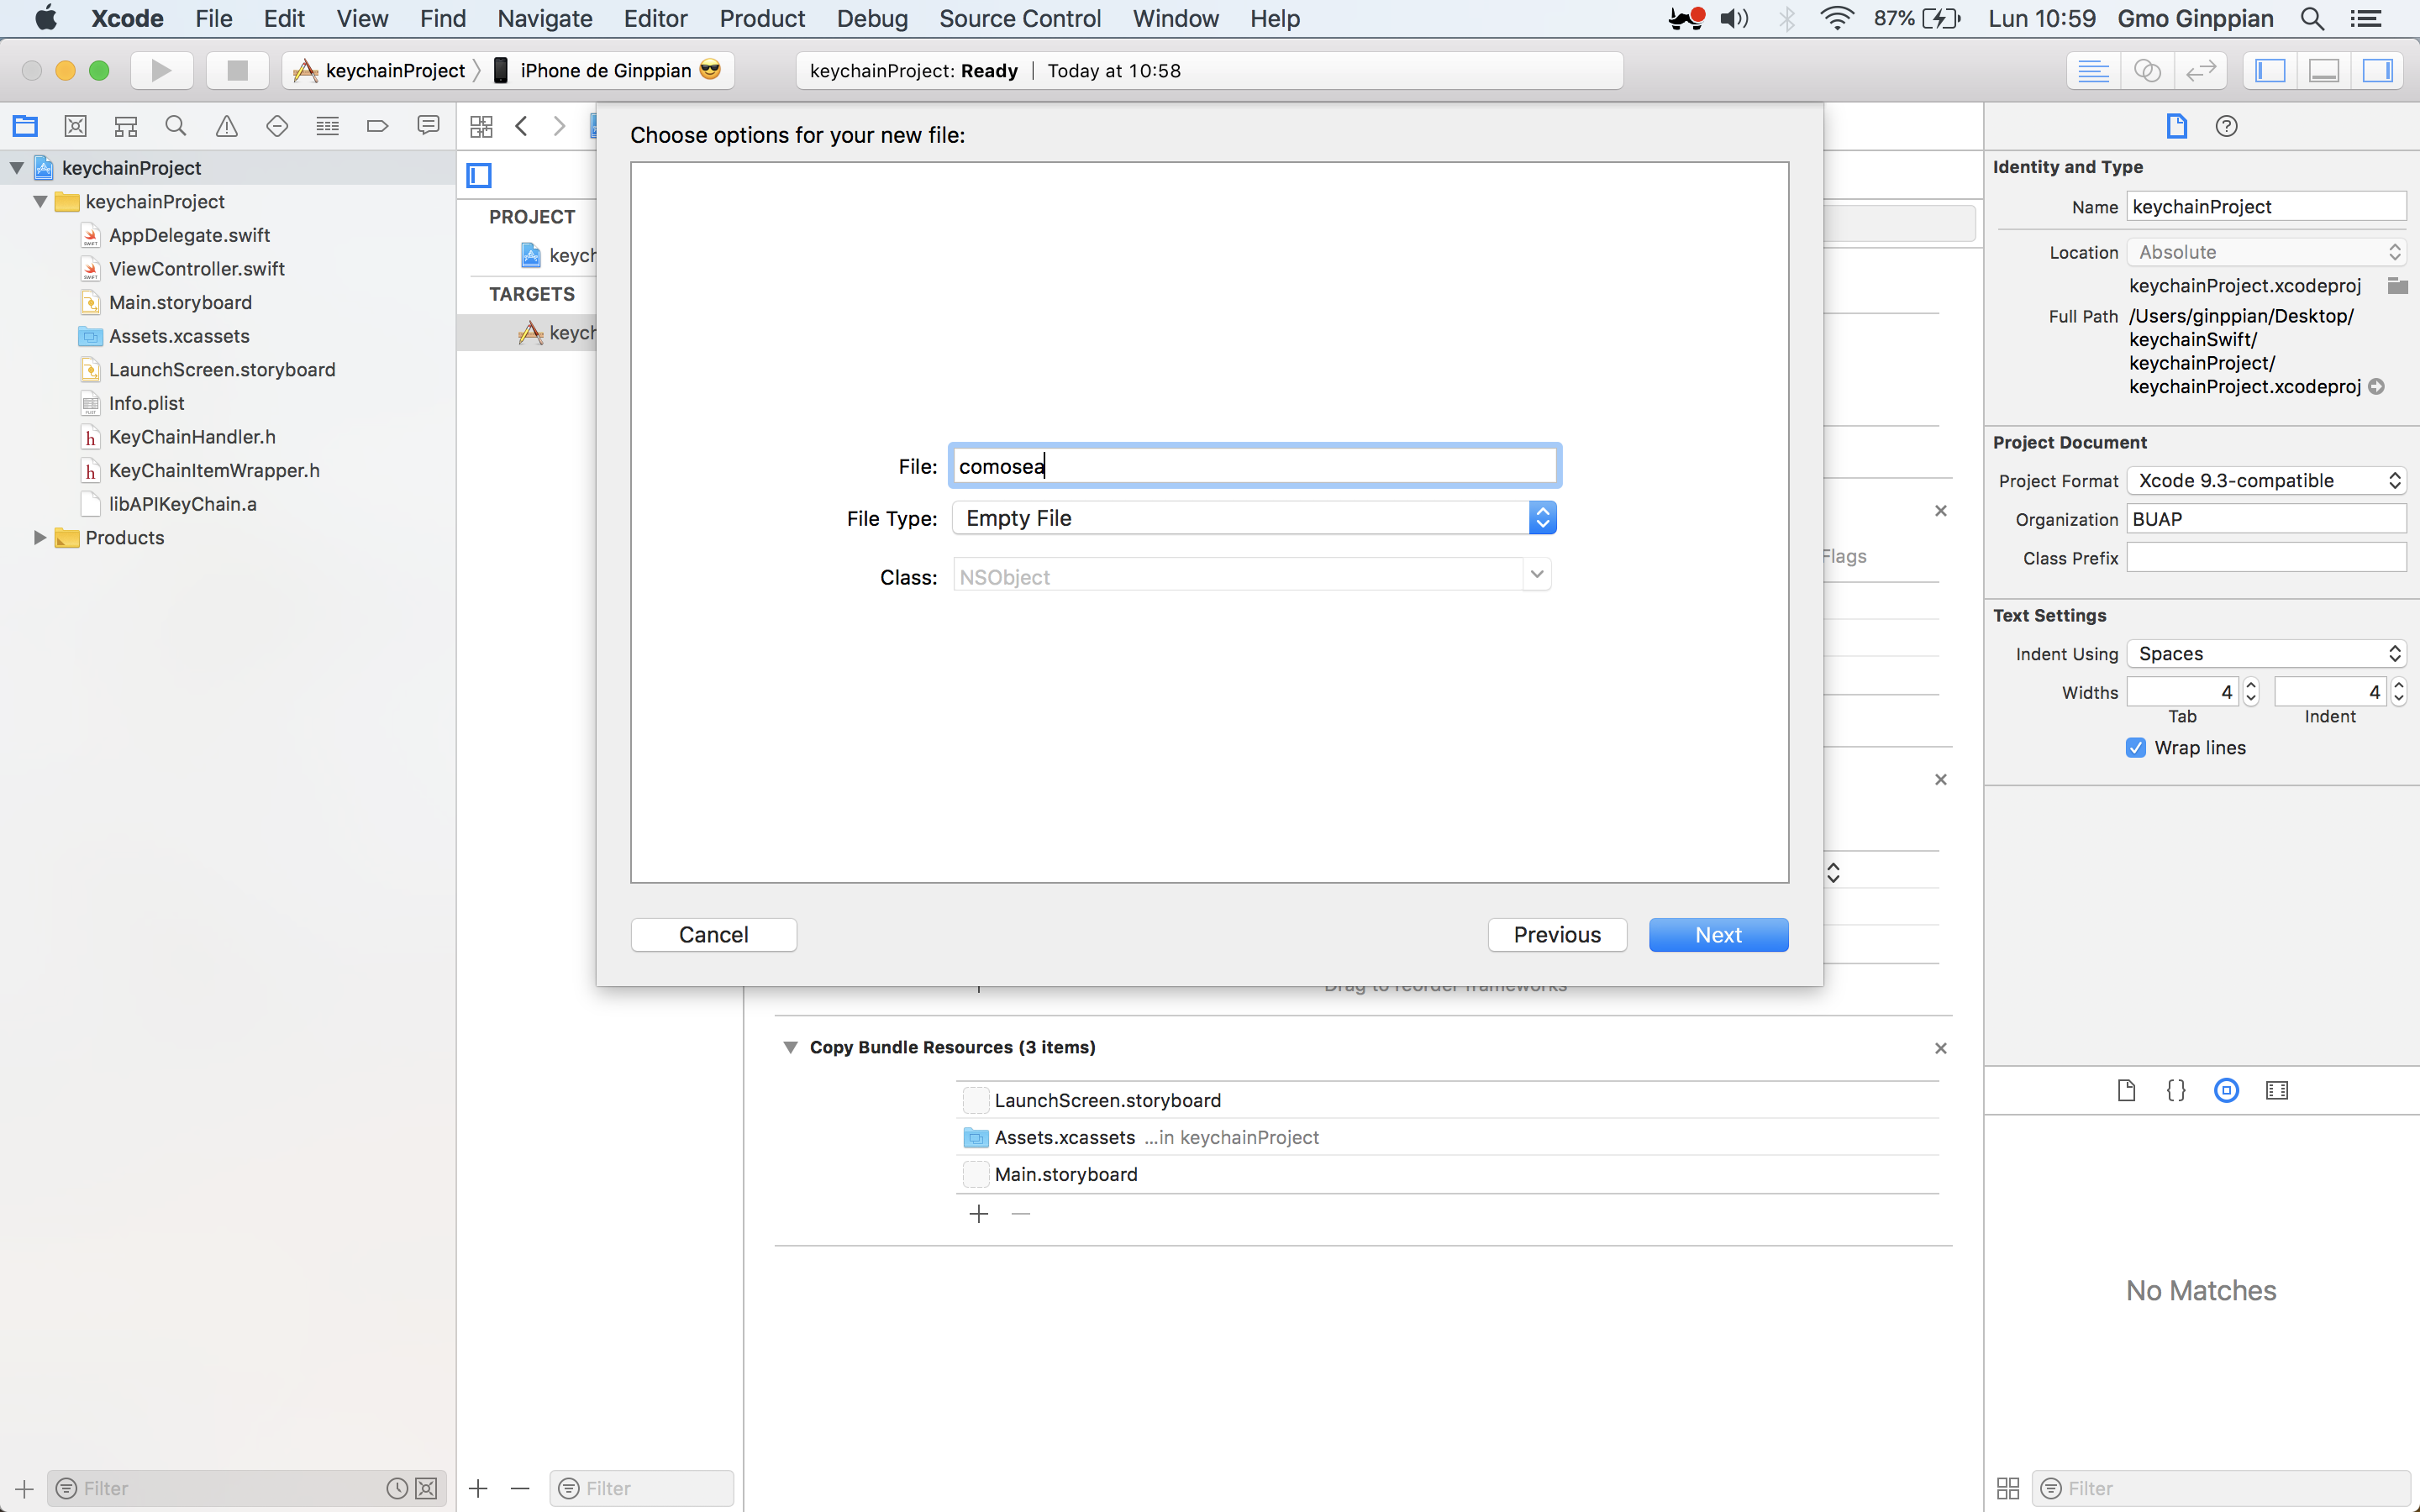 Xcode File Edit View Find Navigate Editor Product Debug Source Control Window Help 87% Lun 10:59 Gmo Ginppian
keychainProject iPhone de Ginppian 😎 keychainProject: Ready Today at 10:58
keychainProject
keychainProject
AppDelegate.swift
ViewController.swift
Main.storyboard
Assets.xcassets
LaunchScreen.storyboard
Info.plist
KeyChainHandler.h
KeyChainItemWrapper.h
libAPIKeyChain.a
Products
Filter
PROJECT
keych
TARGETS
keych
Filter
Choose options for your new file:
File: comosea
File Type: Empty File
Class: NSObject
Cancel Previous Next
Flags
Drag to reorder frameworks
Copy Bundle Resources (3 items)
LaunchScreen.storyboard
Assets.xcassets ...in keychainProject
Main.storyboard
Identity and Type
Name keychainProject
Location Absolute
keychainProject.xcodeproj
Full Path /Users/ginppian/Desktop/
keychainSwift/
keychainProject/
keychainProject.xcodeproj
Project Document
Project Format Xcode 9.3-compatible
Organization BUAP
Class Prefix
Text Settings
Indent Using Spaces
Widths 4 4
Tab Indent
Wrap lines
No Matches
Filter